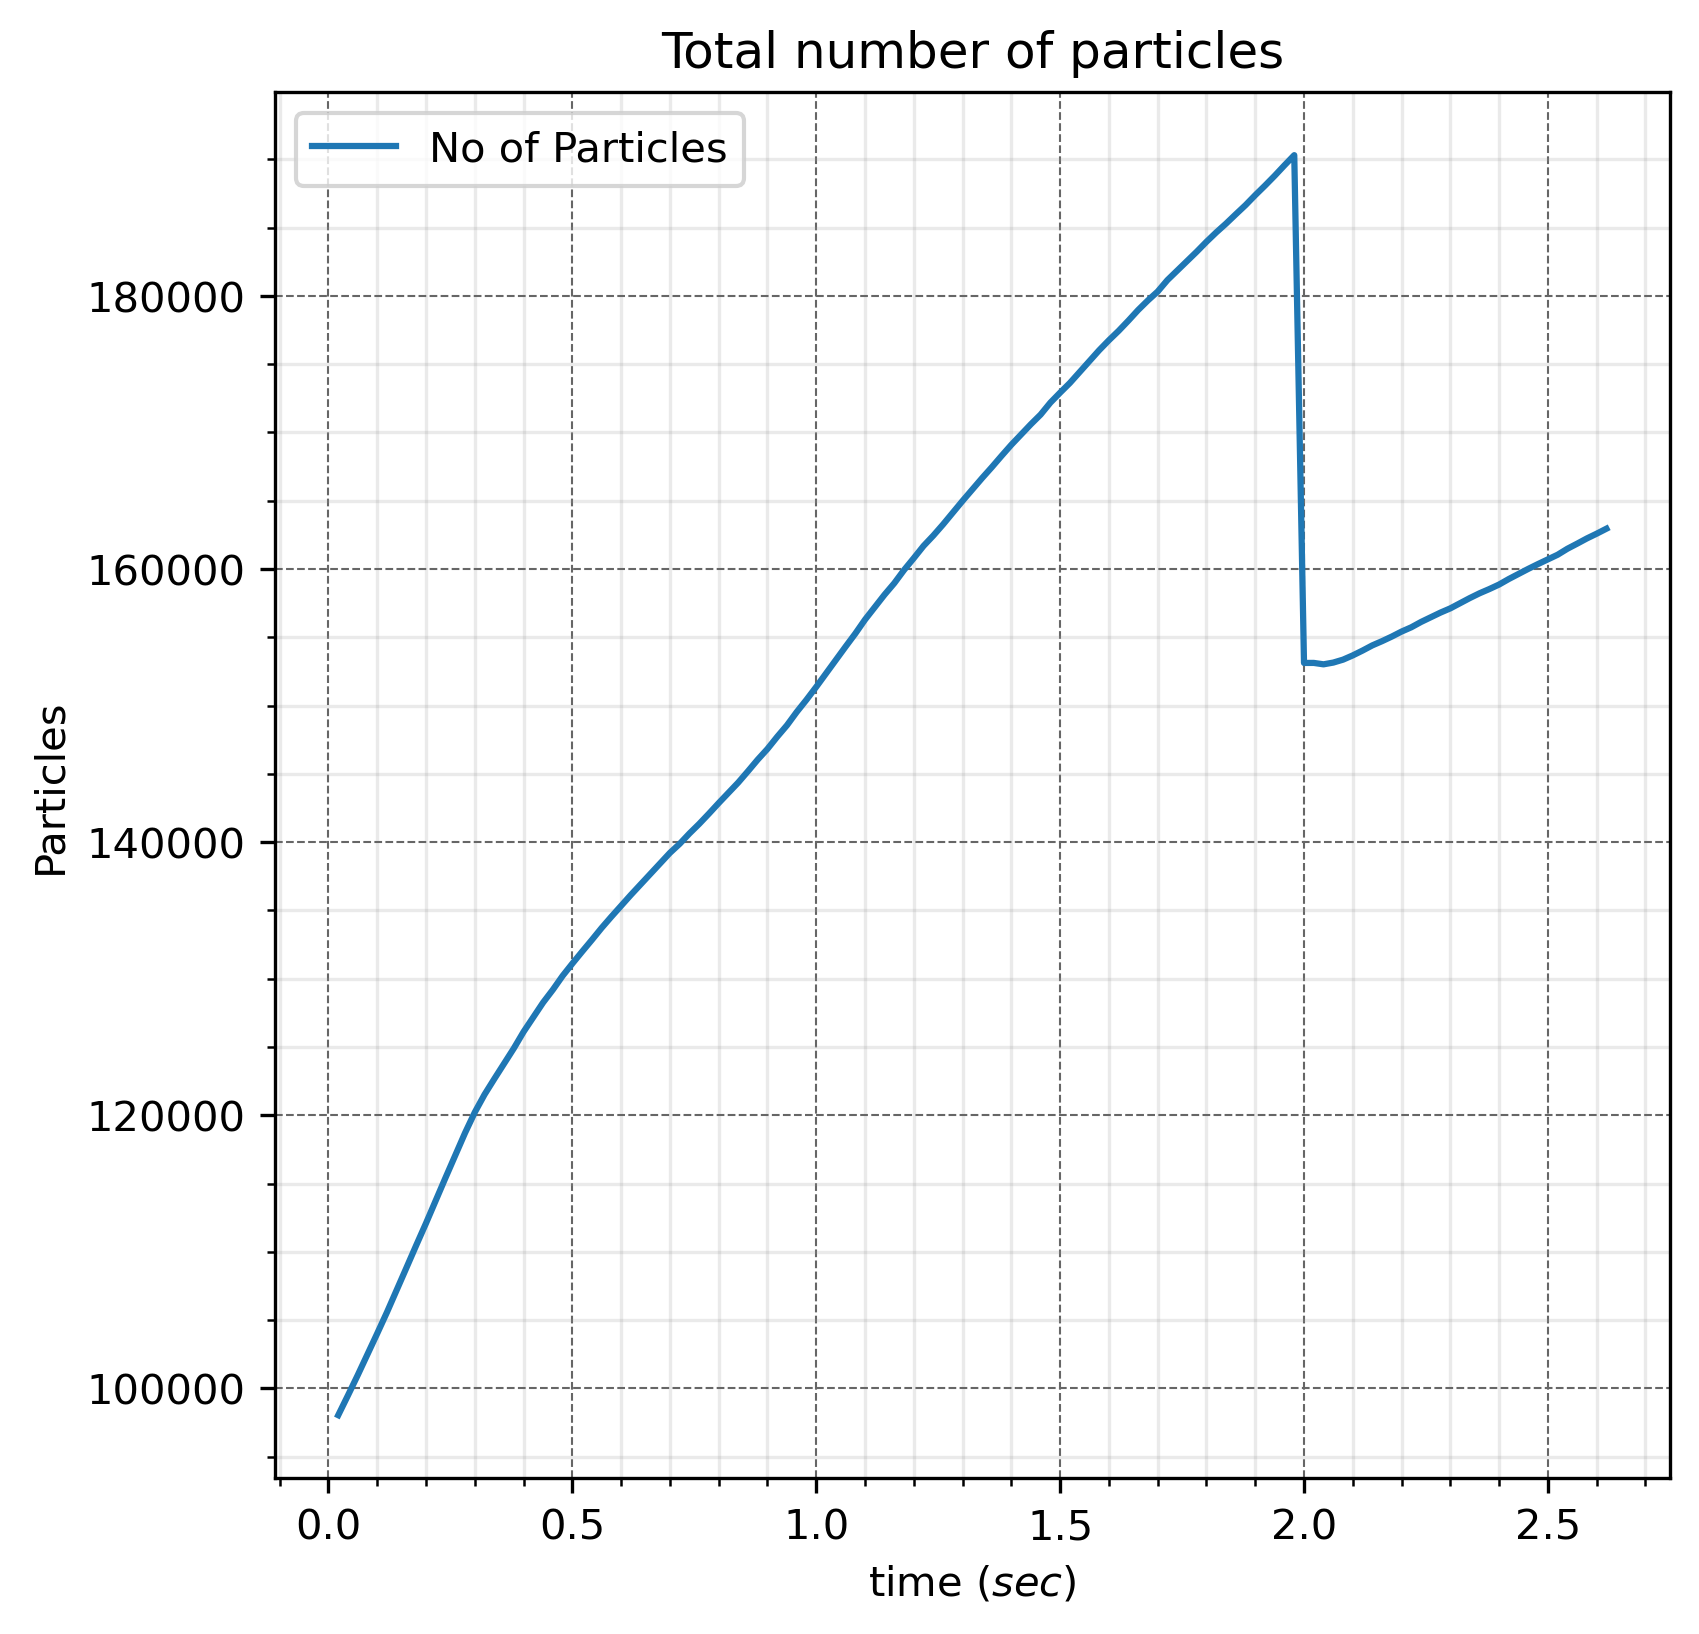 Total number of particles
No of Particles
Particles
180000
160000
140000
120000
100000
0.0 0.5 1.0 1.5 2.0 2.5
time (sec)